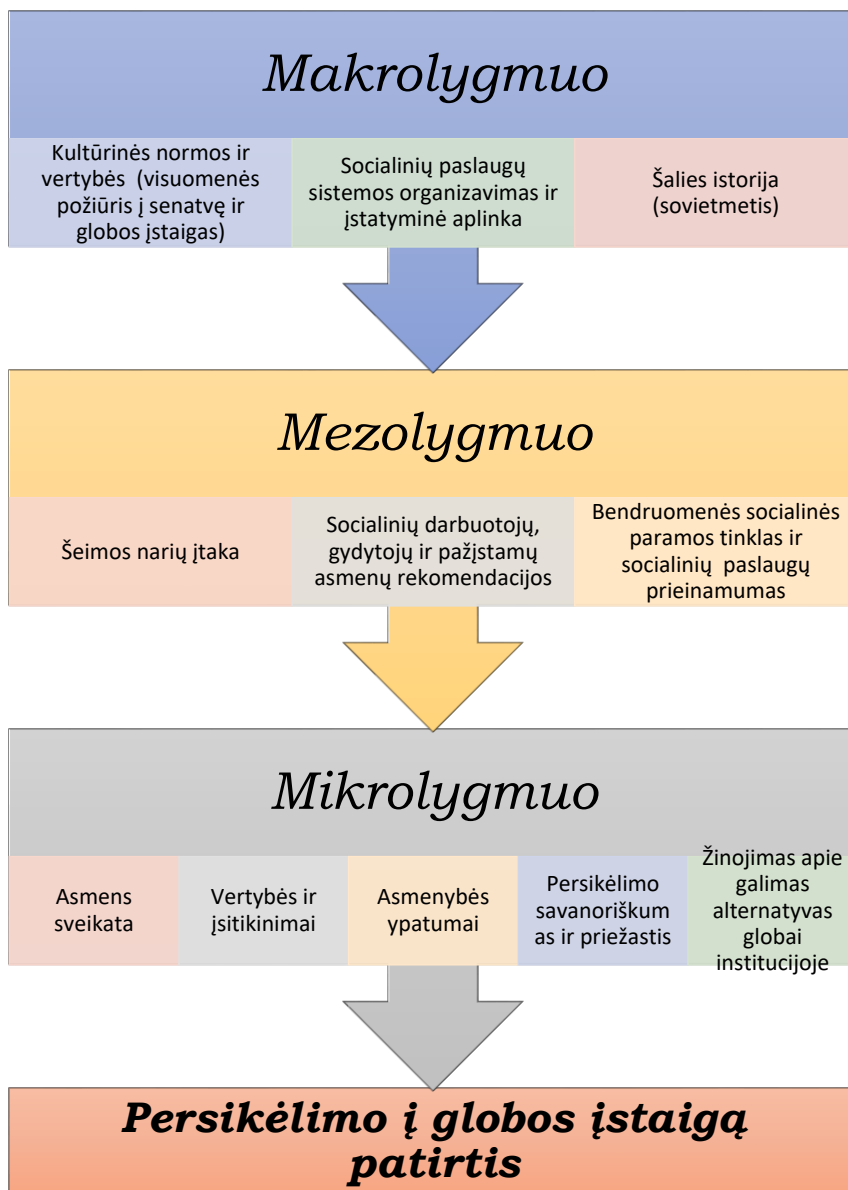 Makrolygmuo
Kultūrinės normos ir
vertybės (visuomenės
požiūris į senatvę ir
globos įstaigas)
Socialinių paslaugų
sistemos organizavimas ir
įstatyminė aplinka
Šalies istorija
(sovietmetis)
Mezolygmuo
Šeimos narių įtaka
Socialinių darbuotojų,
gydytojų ir pažįstamų
asmenų rekomendacijos
Bendruomenės socialinės
paramos tinklas ir
socialinių paslaugų
prieinamumas
Mikrolygmuo
Asmens
sveikata
Vertybės ir
įsitikinimai
Asmenybės
ypatumai
Persikėlimo
savanoriškum
as ir priežastis
Žinojimas apie
galimas
alternatyvas
globai
institucijoje
Persikėlimo į globos įstaigą
patirtis